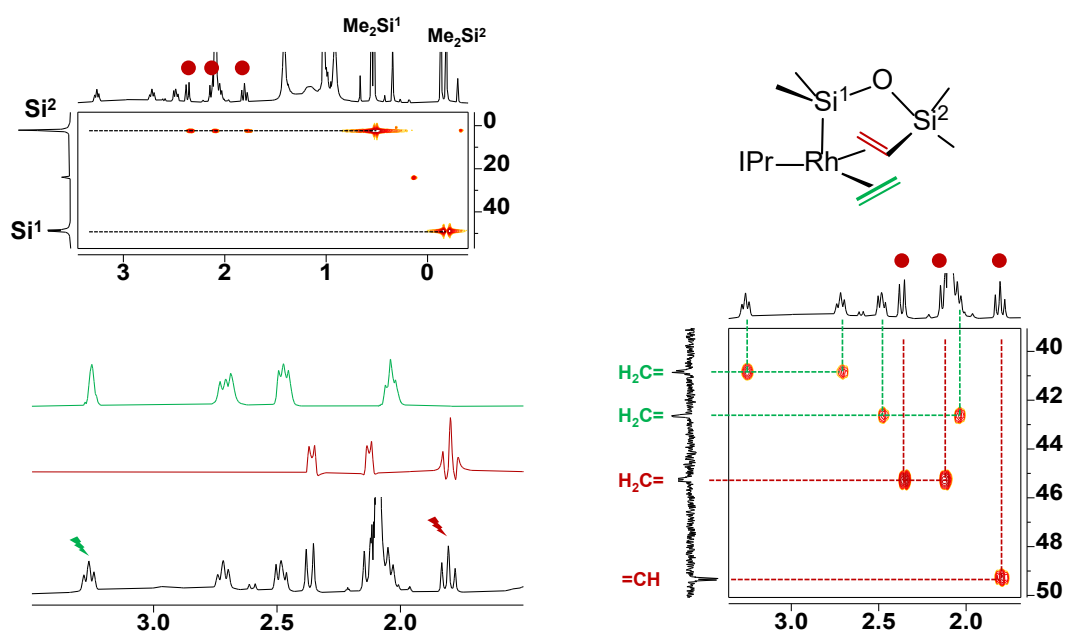 Me₂Si¹
Me₂Si²
Si²
Si¹
0
20
40
3
2
1
0
Si¹
O
Si²
IPr
Rh
H₂C=
H₂C=
H₂C=
=CH
40
42
44
46
48
50
3.0
2.5
2.0
3.0
2.5
2.0